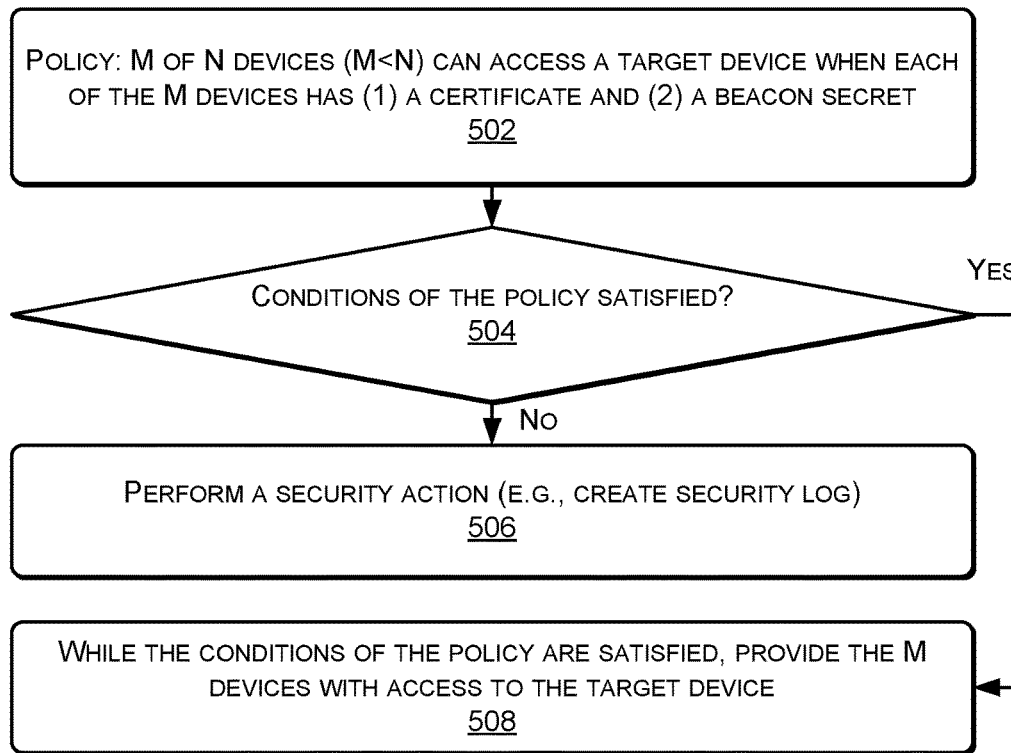 POLICY: M OF N DEVICES (M<N) CAN ACCESS A TARGET DEVICE WHEN EACH
OF THE M DEVICES HAS (1) A CERTIFICATE AND (2) A BEACON SECRET
502
YES
CONDITIONS OF THE POLICY SATISFIED?
504
NO
PERFORM A SECURITY ACTION (E.G., CREATE SECURITY LOG)
506
WHILE THE CONDITIONS OF THE POLICY ARE SATISFIED, PROVIDE THE M
DEVICES WITH ACCESS TO THE TARGET DEVICE
508